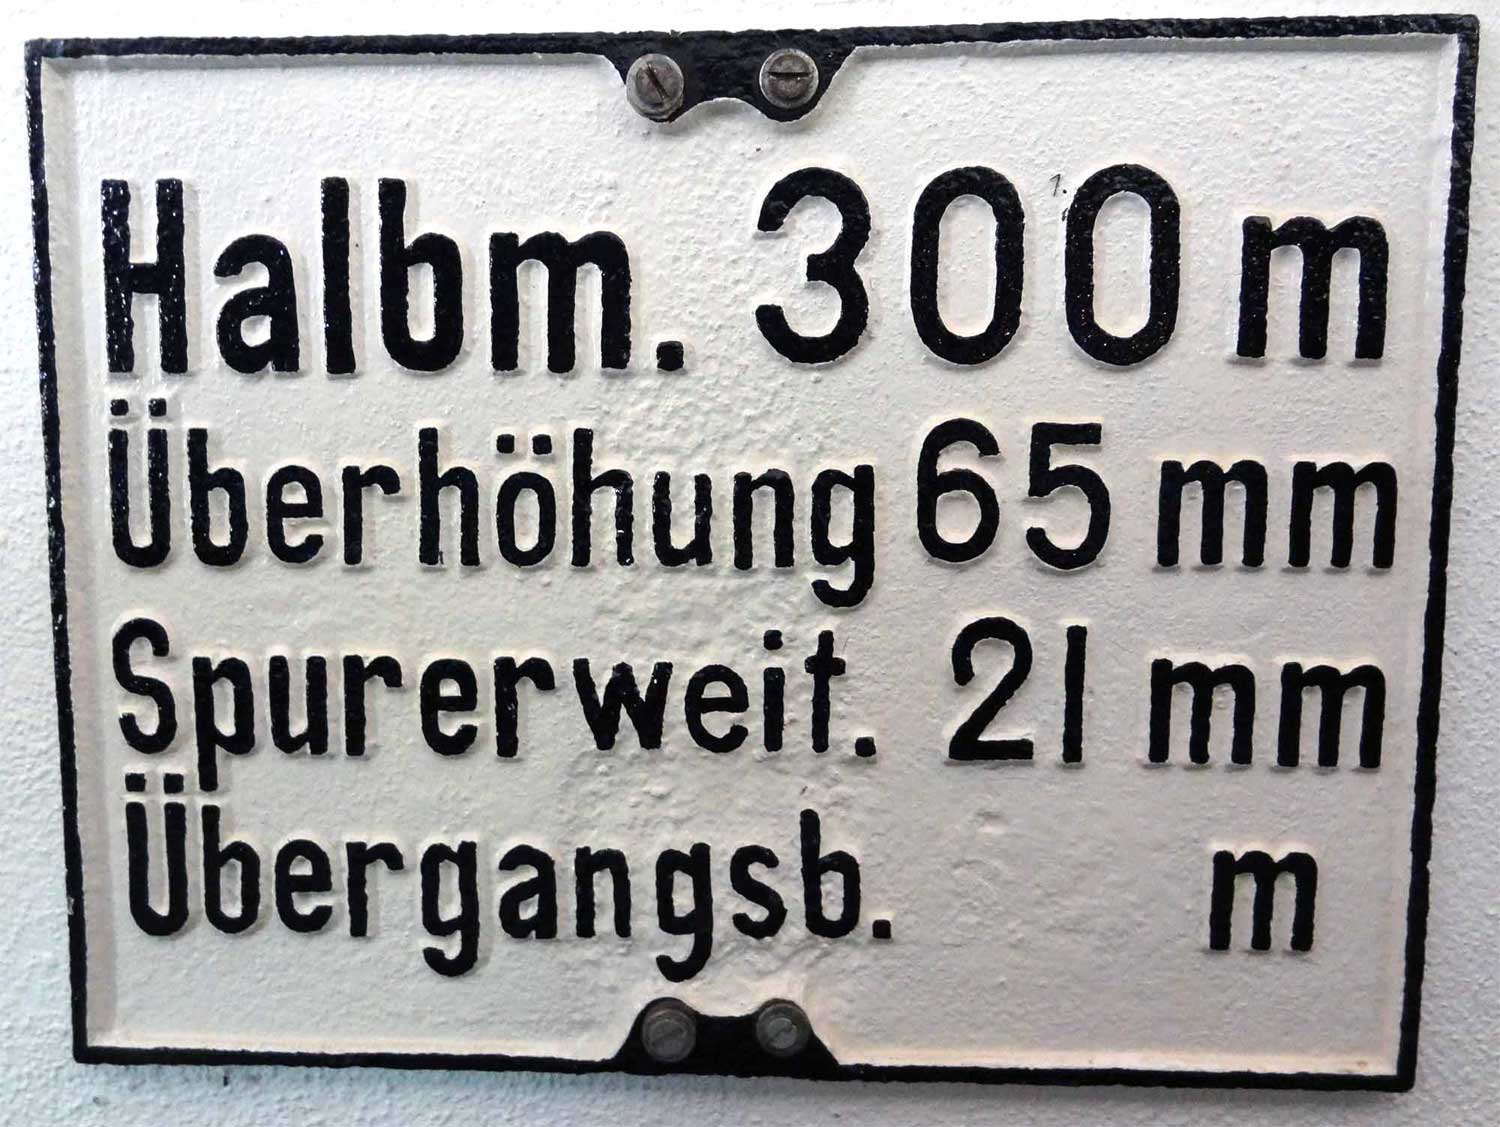 Halbm. 300 m
Überhöhung 65 mm
Spurerweit. 21 mm
Übergangsb. m